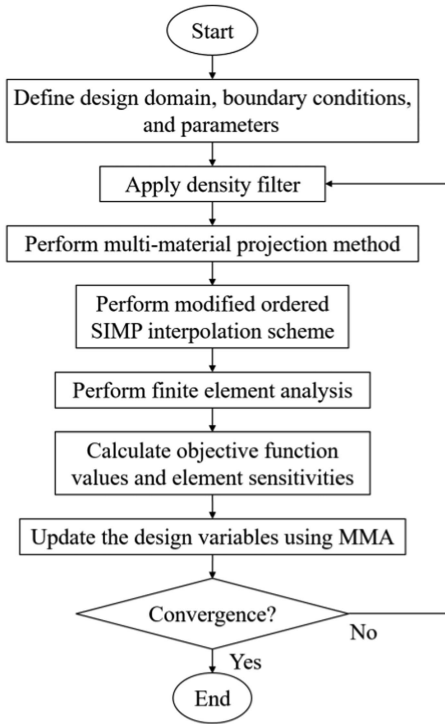 Start
Define design domain, boundary conditions,
and parameters
Apply density filter
Perform multi-material projection method
Perform modified ordered
SIMP interpolation scheme
Perform finite element analysis
Calculate objective function
values and element sensitivities
Update the design variables using MMA
Convergence?
No
Yes
End